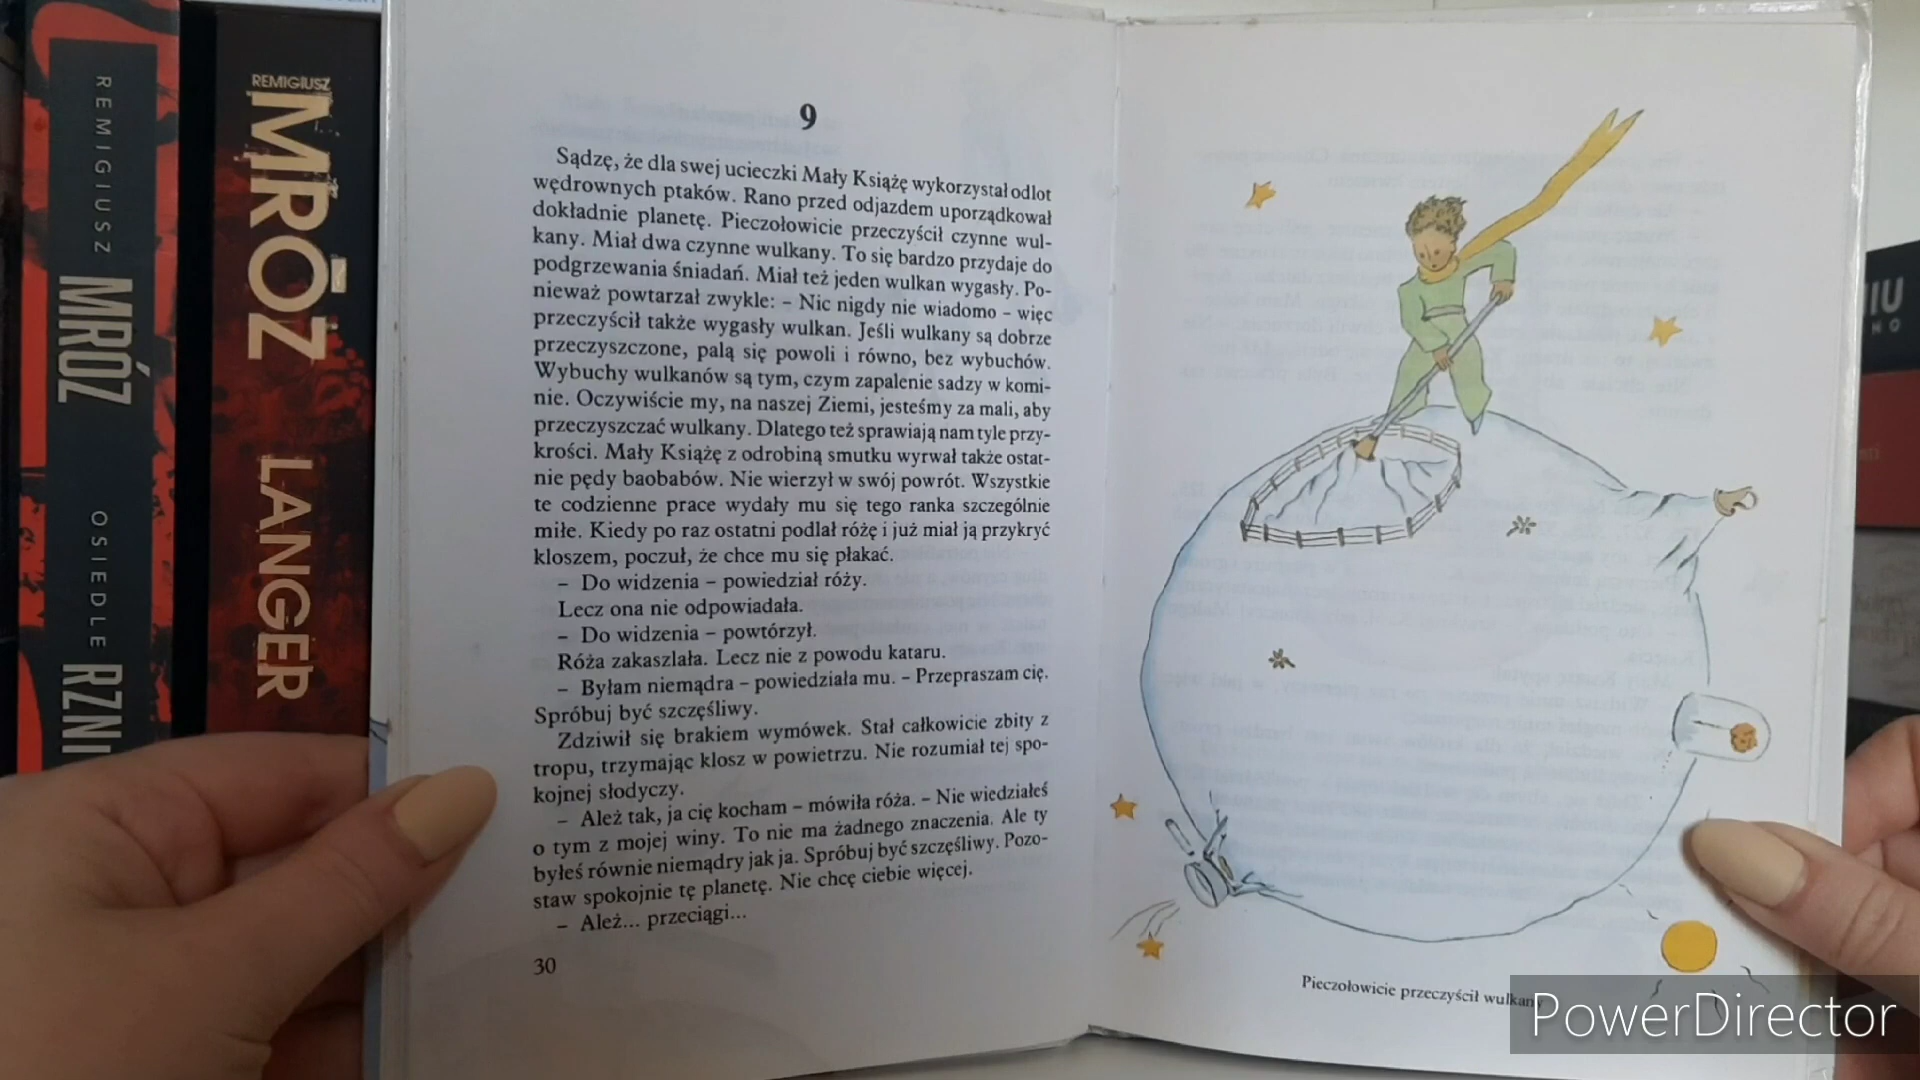 REMIGIUSZ
MRÓZ
OSIEDLE RZNI
REMIGIUSZ
MRÓZ
LANGER
9
Sądzę, że dla swej ucieczki Mały Książę wykorzystał odlot
wędrownych ptaków. Rano przed odjazdem uporządkował
dokładnie planetę. Pieczołowicie przeczyścił czynne wul-
kany. Miał dwa czynne wulkany. To się bardzo przydaje do
podgrzewania śniadań. Miał też jeden wulkan wygasły. Po-
nieważ powtarzał zwykle: – Nic nigdy nie wiadomo – więc
przeczyścił także wygasły wulkan. Jeśli wulkany są dobrze
przeczyszczone, palą się powoli i równo, bez wybuchów.
Wybuchy wulkanów są tym, czym zapalenie sadzy w komi-
nie. Oczywiście my, na naszej Ziemi, jesteśmy za mali, aby
przeczyszczać wulkany. Dlatego też sprawiają nam tyle przy-
krości. Mały Książę z odrobiną smutku wyrwał także ostat-
nie pędy baobabów. Nie wierzył w swój powrót. Wszystkie
te codzienne prace wydały mu się tego ranka szczególnie
miłe. Kiedy po raz ostatni podlał różę i już miał ją przykryć
kloszem, poczuł, że chce mu się płakać.
– Do widzenia – powiedział róży.
Lecz ona nie odpowiadała.
– Do widzenia – powtórzył.
Róża zakaszlała. Lecz nie z powodu kataru.
– Byłam niemądra – powiedziała mu. – Przepraszam cię.
Spróbuj być szczęśliwy.
Zdziwił się brakiem wymówek. Stał całkowicie zbity z
tropu, trzymając klosz w powietrzu. Nie rozumiał tej spo-
kojnej słodyczy.
– Ależ tak, ja cię kocham – mówiła róża. – Nie wiedziałeś
o tym z mojej winy. To nie ma żadnego znaczenia. Ale ty
byłeś równie niemądry jak ja. Spróbuj być szczęśliwy. Pozo-
staw spokojnie tę planetę. Nie chcę ciebie więcej.
– Ależ... przeciągi...
30
Pieczołowicie przeczyścił wulkany
PowerDirector